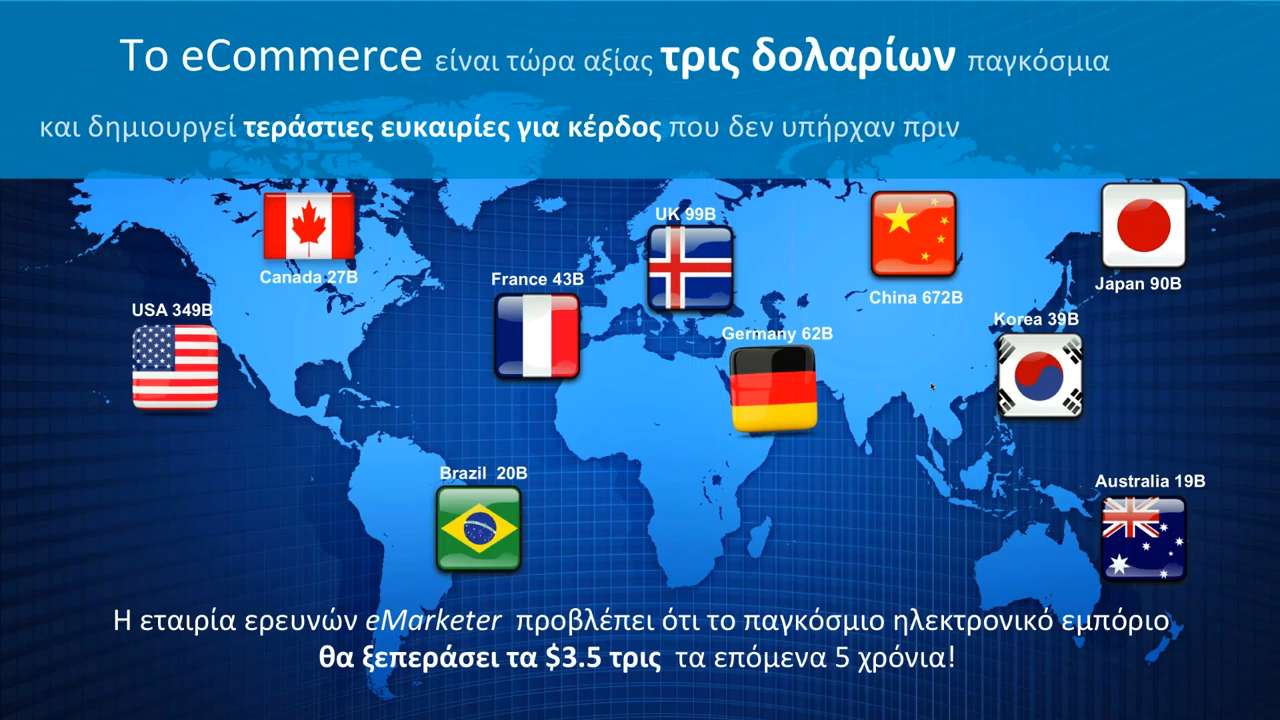 Το eCommerce είναι τώρα αξίας τρις δολαρίων παγκόσμια
και δημιουργεί τεράστιες ευκαιρίες για κέρδος που δεν υπήρχαν πριν
UK 99B
Canada 27B
France 43B
China 672B
Japan 90B
USA 349B
Germany 62B
Korea 39B
Brazil 20B
Australia 19B
Η εταιρία ερευνών eMarketer προβλέπει ότι το παγκόσμιο ηλεκτρονικό εμπόριο
θα ξεπεράσει τα $3.5 τρις τα επόμενα 5 χρόνια!